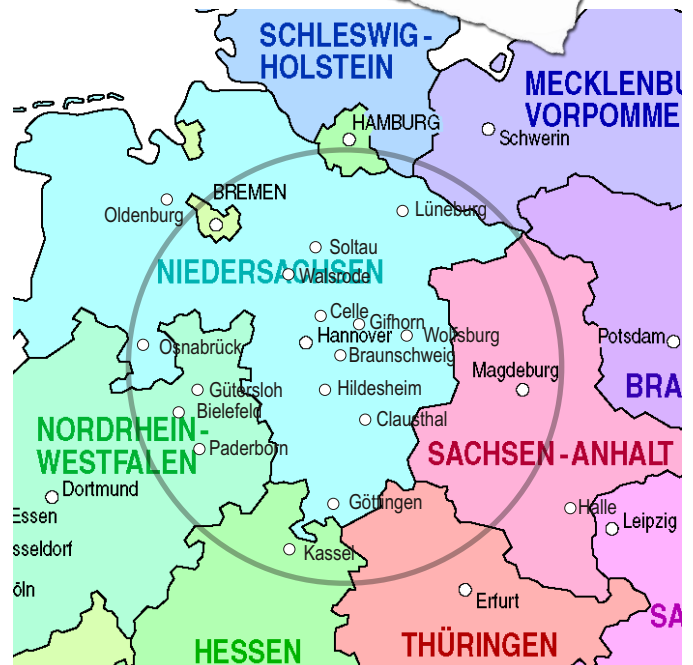 SCHLESWIG-
HOLSTEIN
MECKLENBU
VORPOMME
HAMBURG
Schwerin
BREMEN
Oldenburg
Lüneburg
Soltau
NIEDERSACHSEN
Walsrode
Celle
Gifhorn
Hannover
Wolfsburg
Osnabrück
Braunschweig
Potsdam
Magdeburg
Gütersloh
Hildesheim
BRA
Bielefeld
Clausthal
NORDRHEIN-
WESTFALEN
Paderborn
SACHSEN-ANHALT
Dortmund
Göttingen
Halle
Essen
Leipzig
sseldorf
Kassel
öln
Erfurt
SA
HESSEN
THÜRINGEN